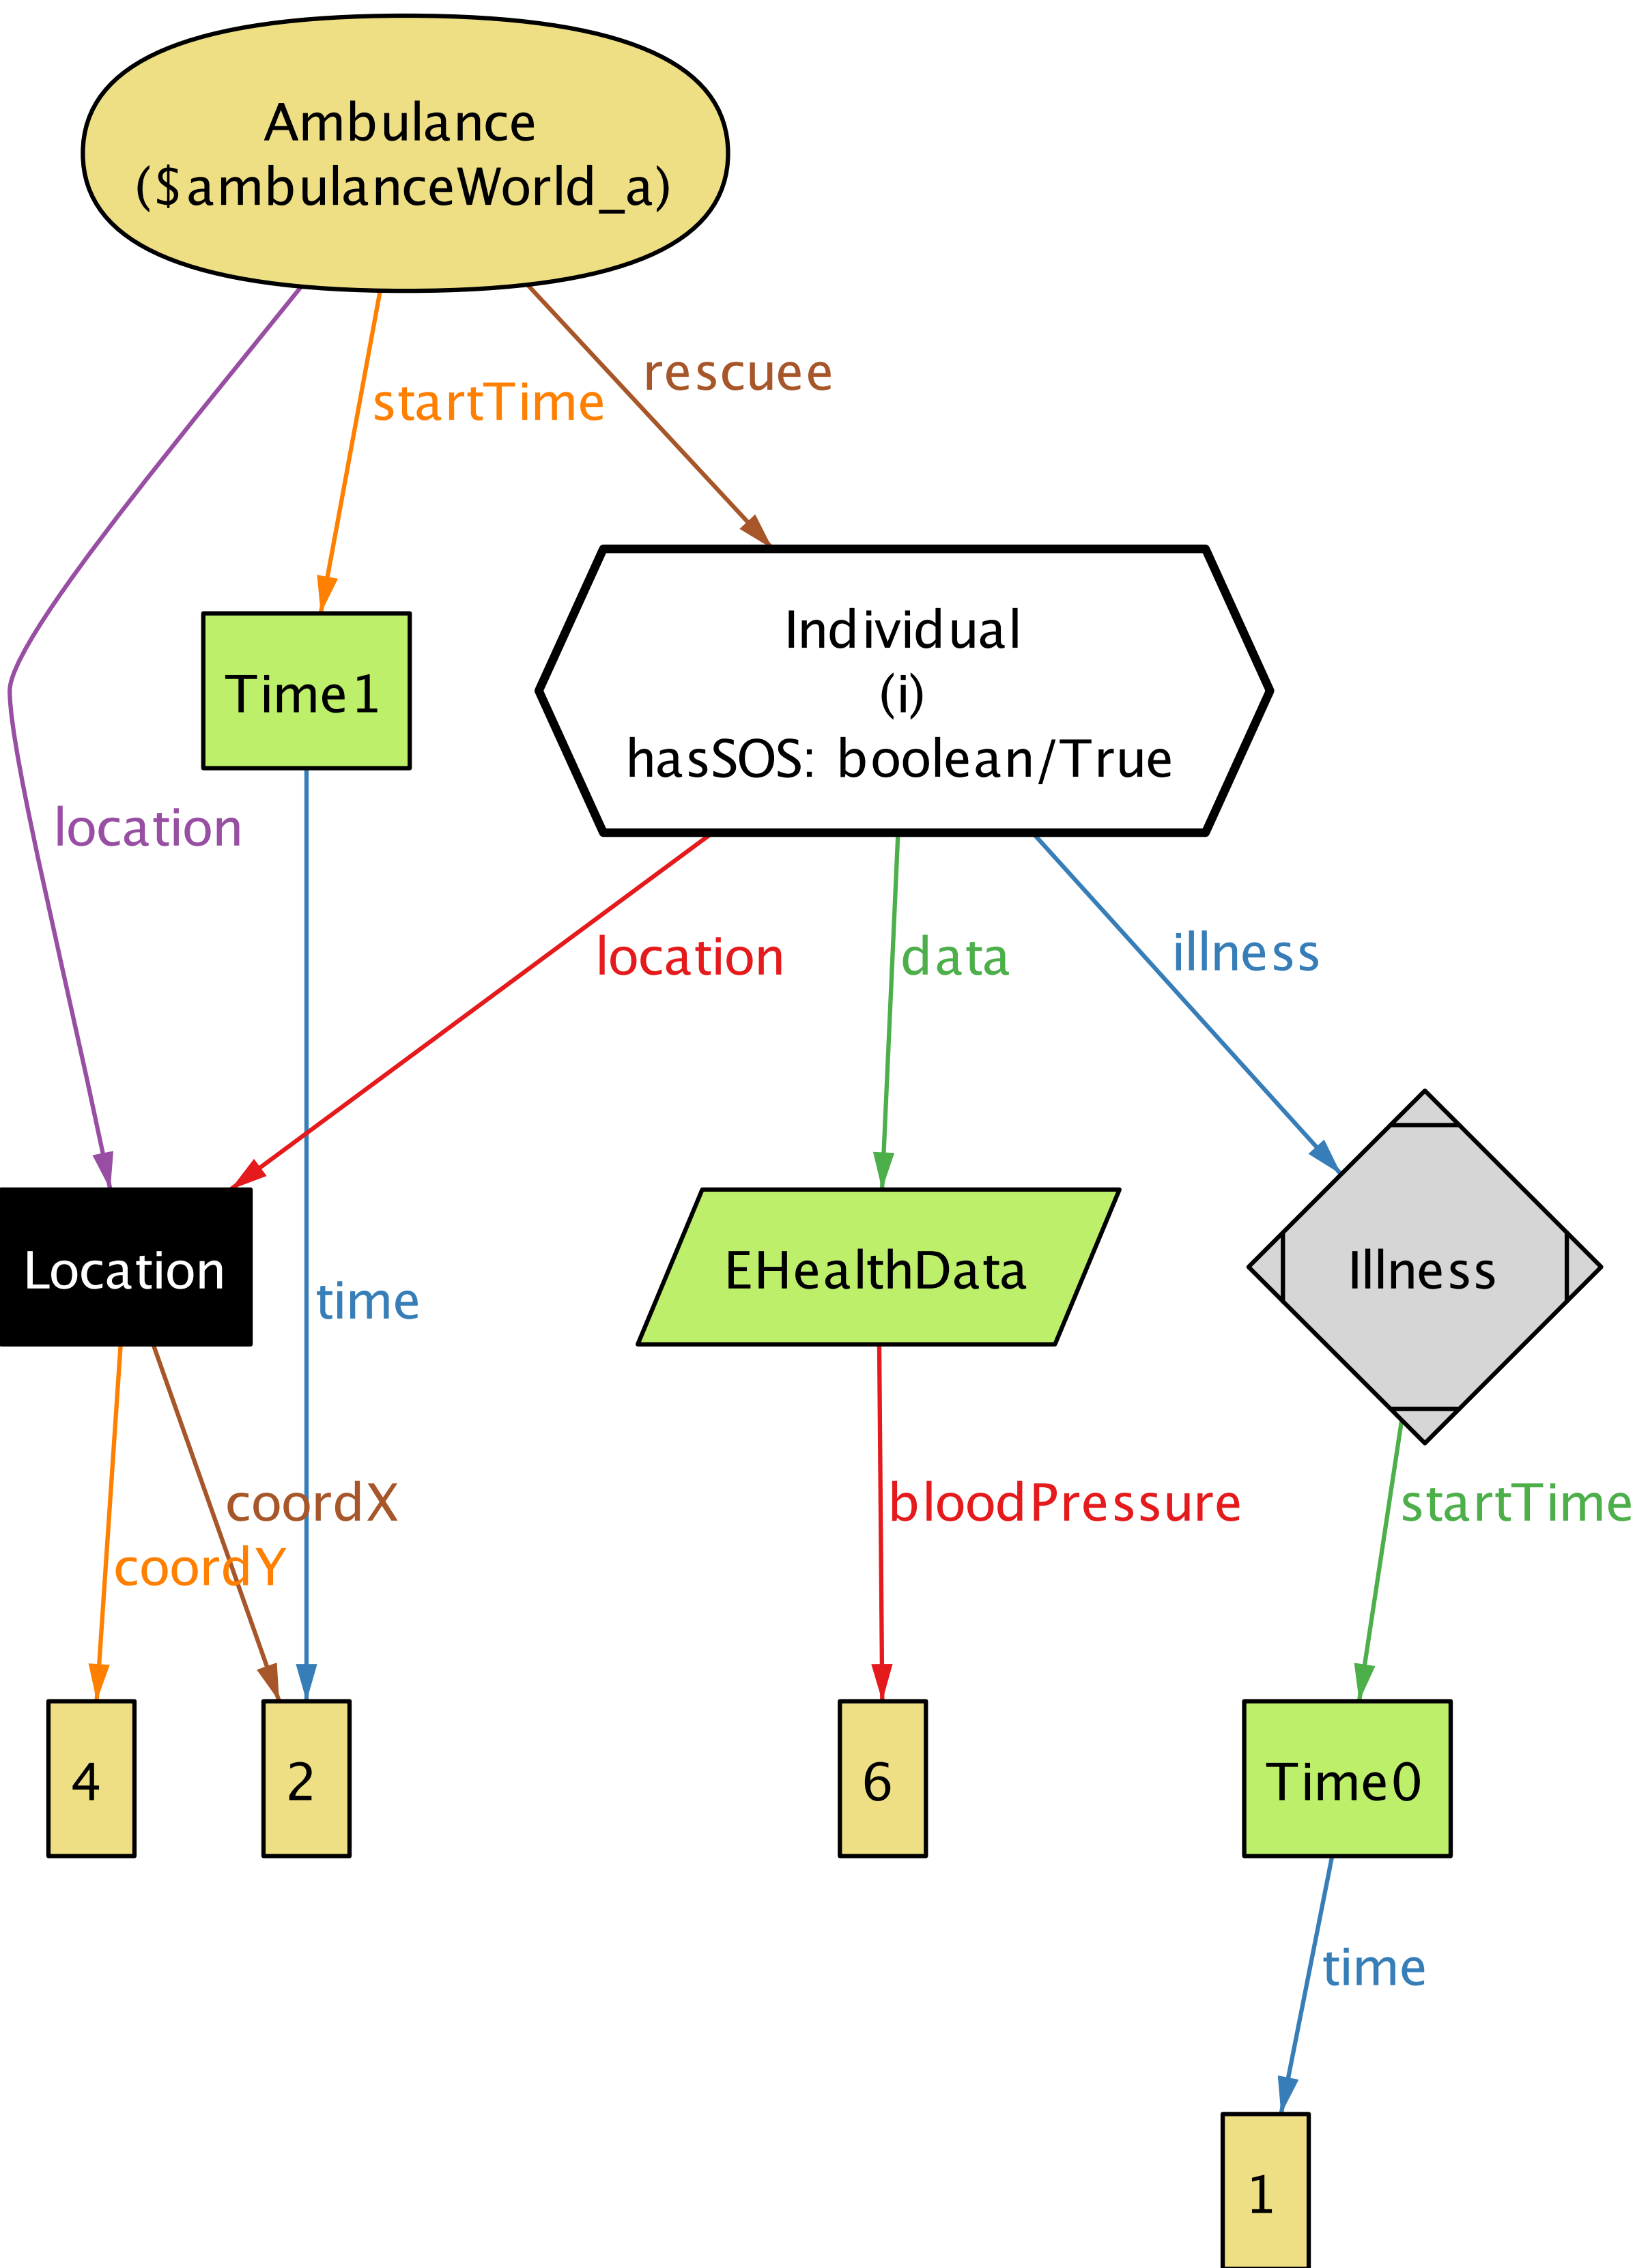 Ambulance
($ambulanceWorld_a)
rescuee
startTime
Individual
(i)
hasSOS: boolean/True
Time1
location
location
data
illness
Location
EHealthData
Illness
time
coordX
bloodPressure
startTime
coordY
4
2
6
Time0
time
1